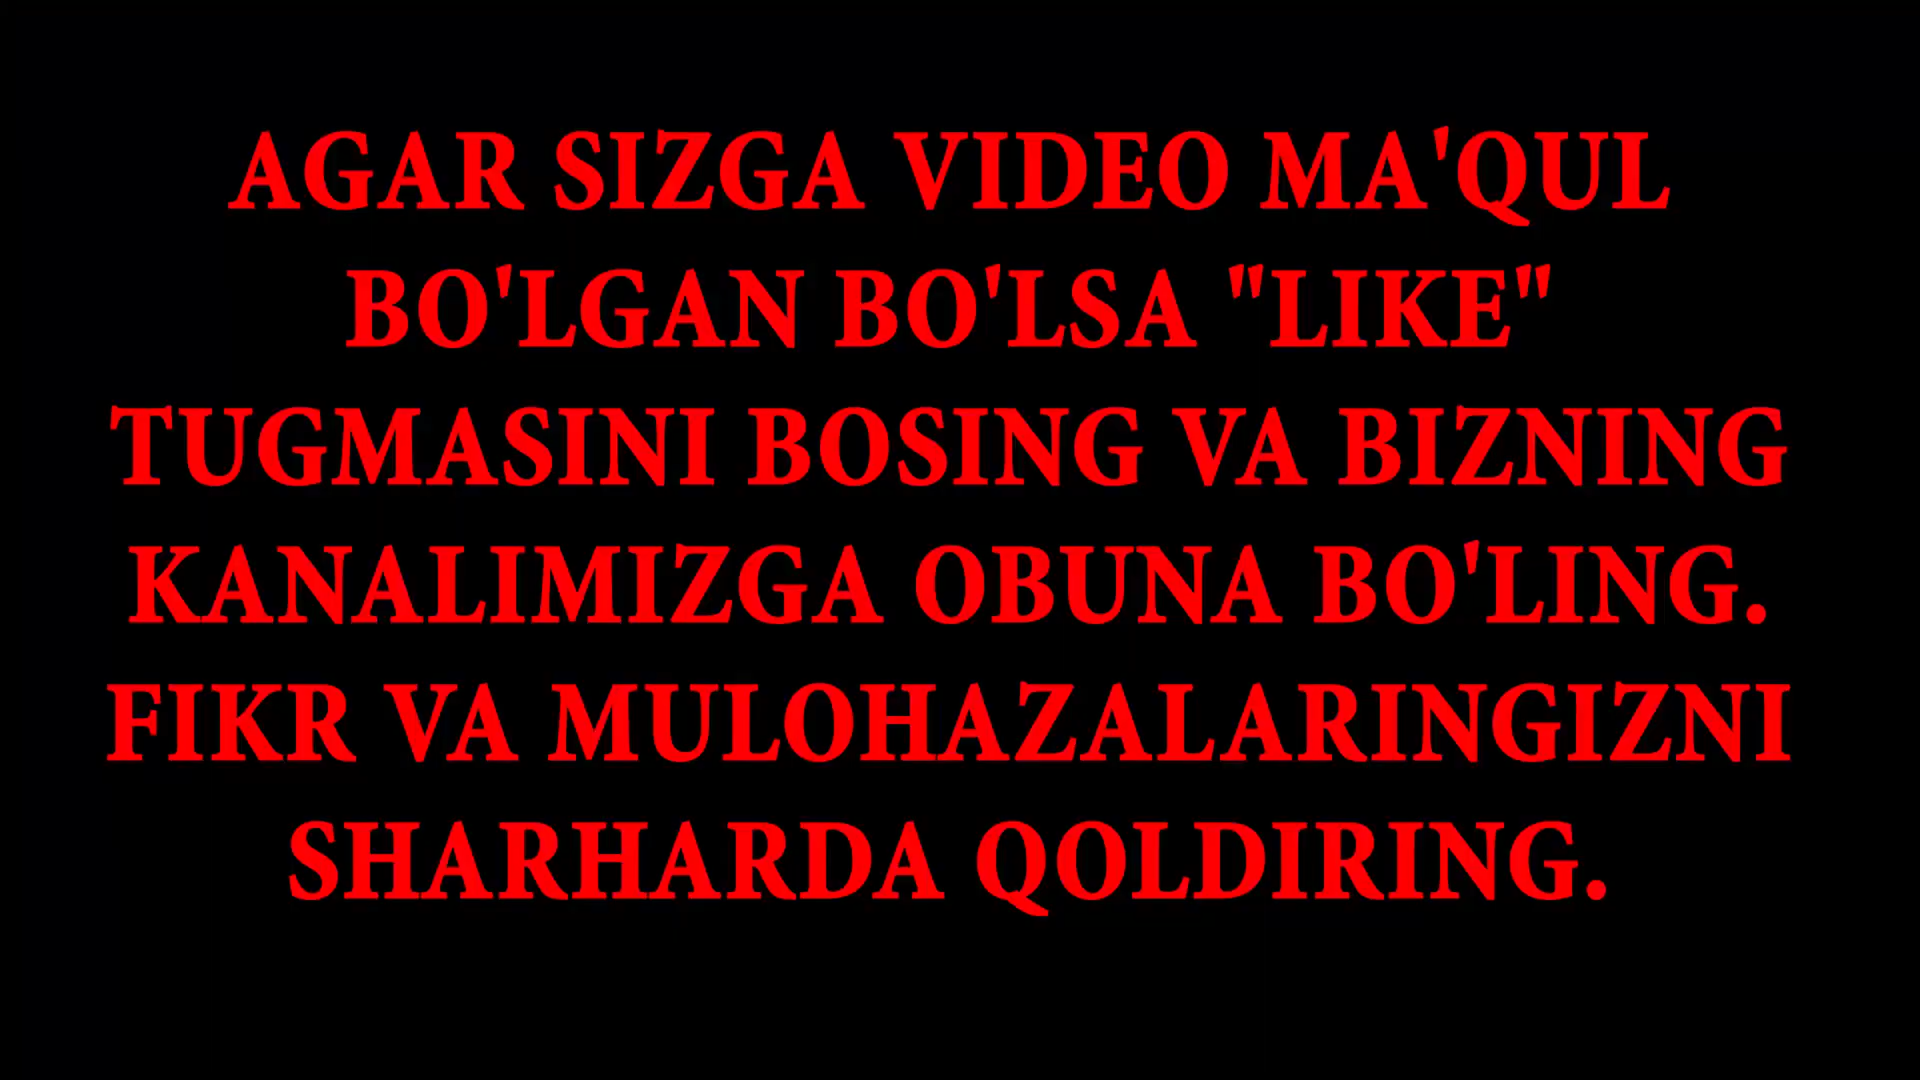 AGAR SIZGA VIDEO MA'QUL
BO'LGAN BO'LSA "LIKE"
TUGMASINI BOSING VA BIZNING
KANALIMIZGA OBUNA BO'LING.
FIKR VA MULOHAZALARINGIZNI
SHARHARDA QOLDIRING.